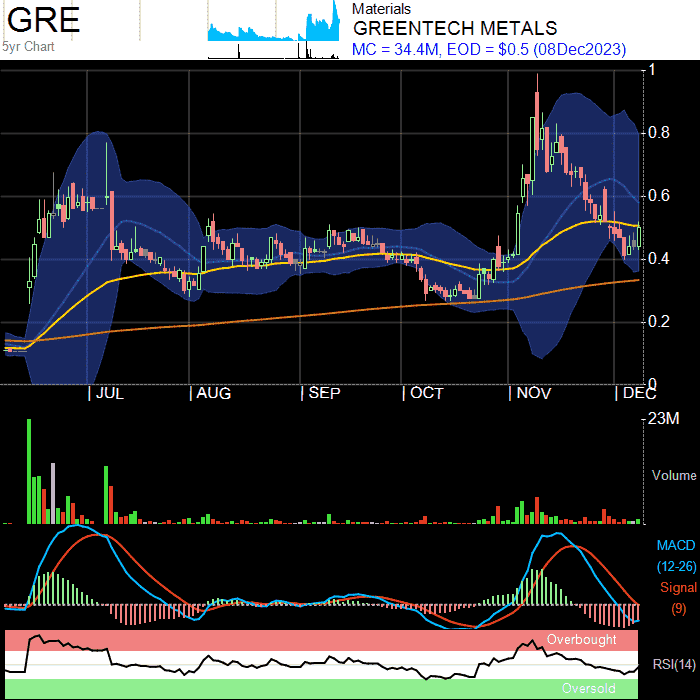 GRE
5yr Chart
Materials
GREENTECH METALS
MC = 34.4M, EOD = $0.5 (08Dec2023)
1
0.8
0.6
0.4
0.2
0
JUL AUG SEP OCT NOV DEC
23M
Volume
MACD
(12-26)
Signal
(9)
Overbought
RSI(14)
Oversold